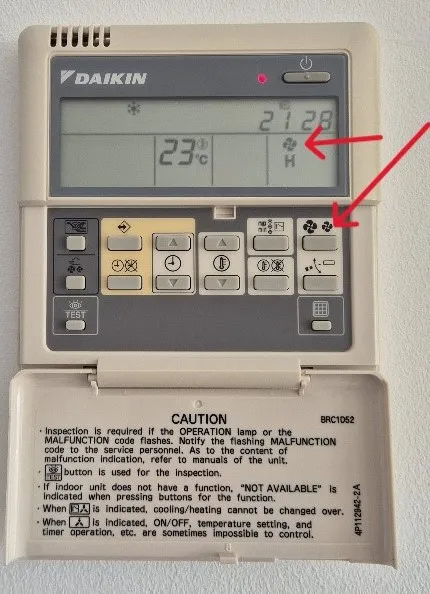 DAIKIN
21 28
23°C
H
TEST
CAUTION
BRC1D52
· Inspection is required if the OPERATION lamp or the
MALFUNCTION code flashes. Notify the flashing MALFUNCTION
code to the service personnel. As to the content of
malfunction indication, refer to manuals of the unit.
· TEST button is used for the inspection.
· If indoor unit does not have a function, "NOT AVAILABLE" is
indicated when pressing buttons for the function.
· When is indicated, cooling/heating cannot be changed over.
· When is indicated, ON/OFF, temperature setting, and
timer operation, etc. are sometimes impossible to control.
4P112942-2A